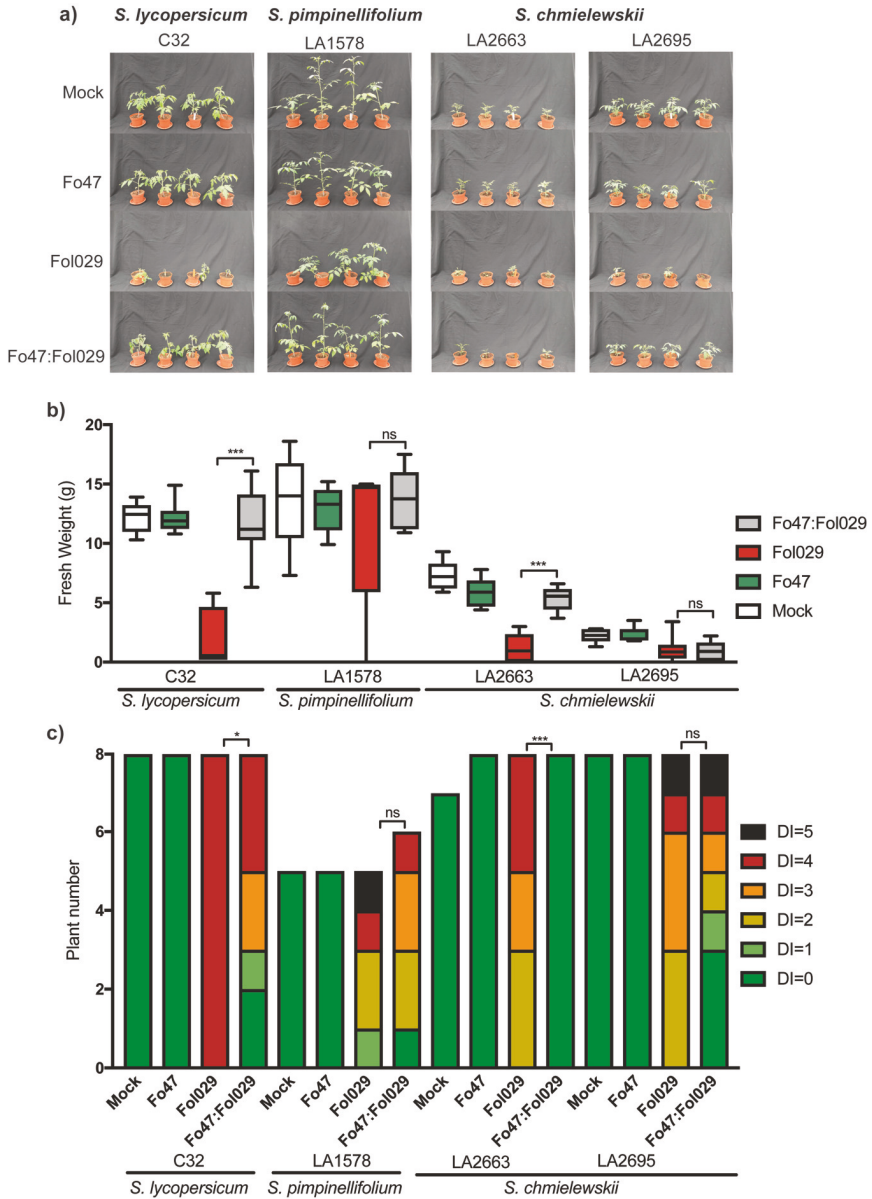 a)
S. lycopersicum S. pimpinellifolium S. chmielewskii
C32 LA1578 LA2663 LA2695
Mock
Fo47
Fol029
Fo47:Fol029
b)
Fresh Weight (g)
20
15
10
5
0
*** ns *** ns
Fo47:Fol029
Fol029
Fo47
Mock
C32 LA1578 LA2663 LA2695
S. lycopersicum S. pimpinellifolium S. chmielewskii
c)
Plant number
8
6
4
2
0
* ns *** ns
DI=5
DI=4
DI=3
DI=2
DI=1
DI=0
Mock Fo47 Fol029 Fo47:Fol029 Mock Fo47 Fol029 Fo47:Fol029 Mock Fo47 Fol029 Fo47:Fol029 Mock Fo47 Fol029 Fo47:Fol029
C32 LA1578 LA2663 LA2695
S. lycopersicum S. pimpinellifolium S. chmielewskii